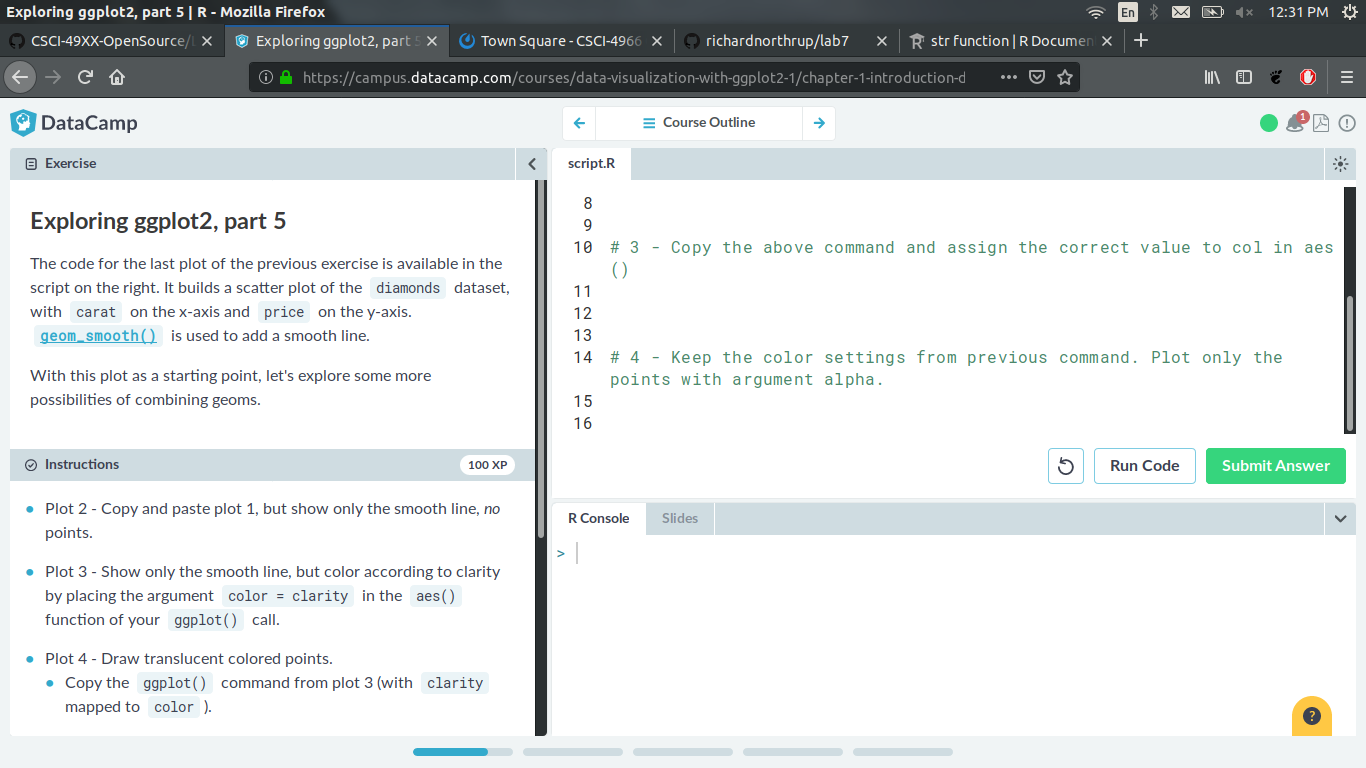 Exploring ggplot2, part 5 | R - Mozilla Firefox
En
12:31 PM
CSCI-49XX-OpenSource/
Exploring ggplot2, part 5
Town Square - CSCI-4966
richardnorthrup/lab7
str function | R Documen
https://campus.datacamp.com/courses/data-visualization-with-ggplot2-1/chapter-1-introduction-d
DataCamp
Course Outline
1
Exercise
Exploring ggplot2, part 5
The code for the last plot of the previous exercise is available in the
script on the right. It builds a scatter plot of the diamonds dataset,
with carat on the x-axis and price on the y-axis.
geom_smooth() is used to add a smooth line.
With this plot as a starting point, let's explore some more
possibilities of combining geoms.
Instructions
100 XP
Plot 2 - Copy and paste plot 1, but show only the smooth line, no
points.
Plot 3 - Show only the smooth line, but color according to clarity
by placing the argument color = clarity in the aes()
function of your ggplot() call.
Plot 4 - Draw translucent colored points.
Copy the ggplot() command from plot 3 (with clarity
mapped to color ).
script.R
8
9
10 # 3 - Copy the above command and assign the correct value to col in aes
()
11
12
13
14 # 4 - Keep the color settings from previous command. Plot only the
points with argument alpha.
15
16
Run Code
Submit Answer
R Console
Slides
>
?